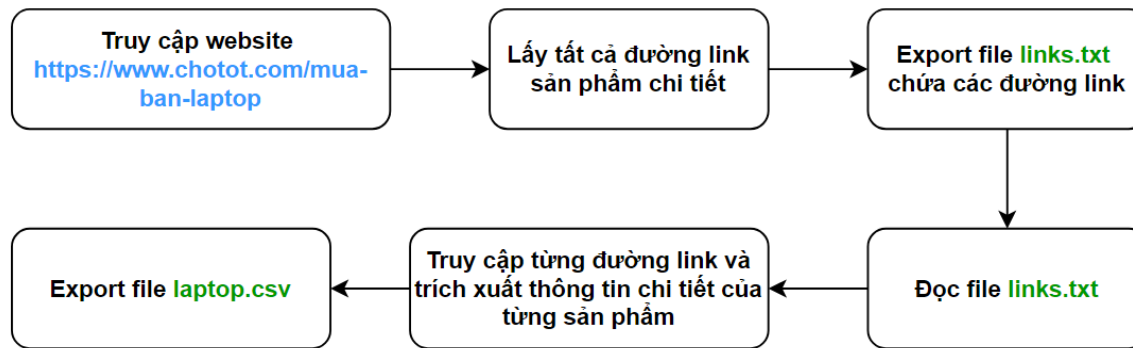 Truy cập website
https://www.chotot.com/mua-
ban-laptop
Lấy tất cả đường link
sản phẩm chi tiết
Export file links.txt
chứa các đường link
Đọc file links.txt
Truy cập từng đường link và
trích xuất thông tin chi tiết của
từng sản phẩm
Export file laptop.csv